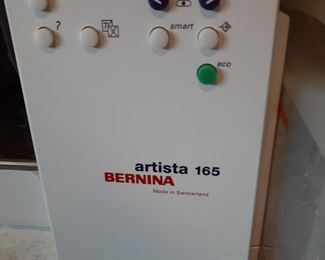 ?
smart
eco
artista 165
BERNINA
Made in Switzerland